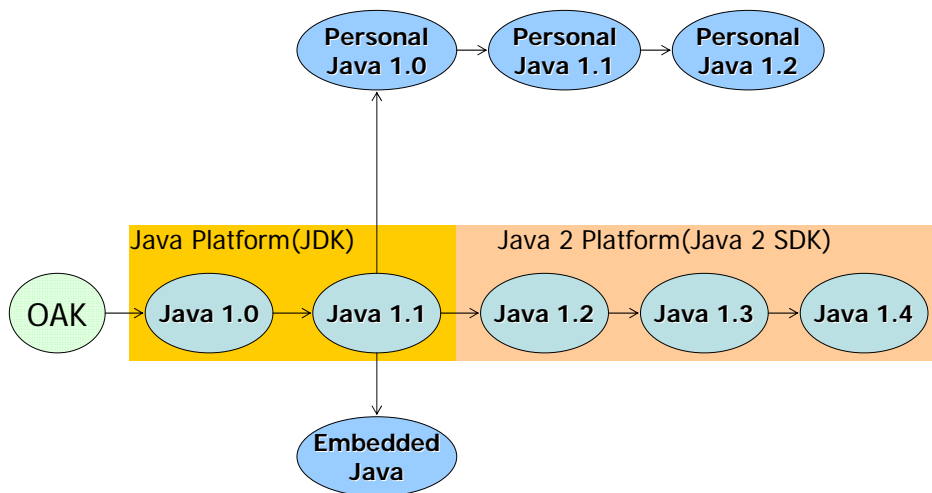 Personal
Java 1.0
Personal
Java 1.1
Personal
Java 1.2
Java Platform(JDK)
Java 2 Platform(Java 2 SDK)
OAK
Java 1.0
Java 1.1
Java 1.2
Java 1.3
Java 1.4
Embedded
Java